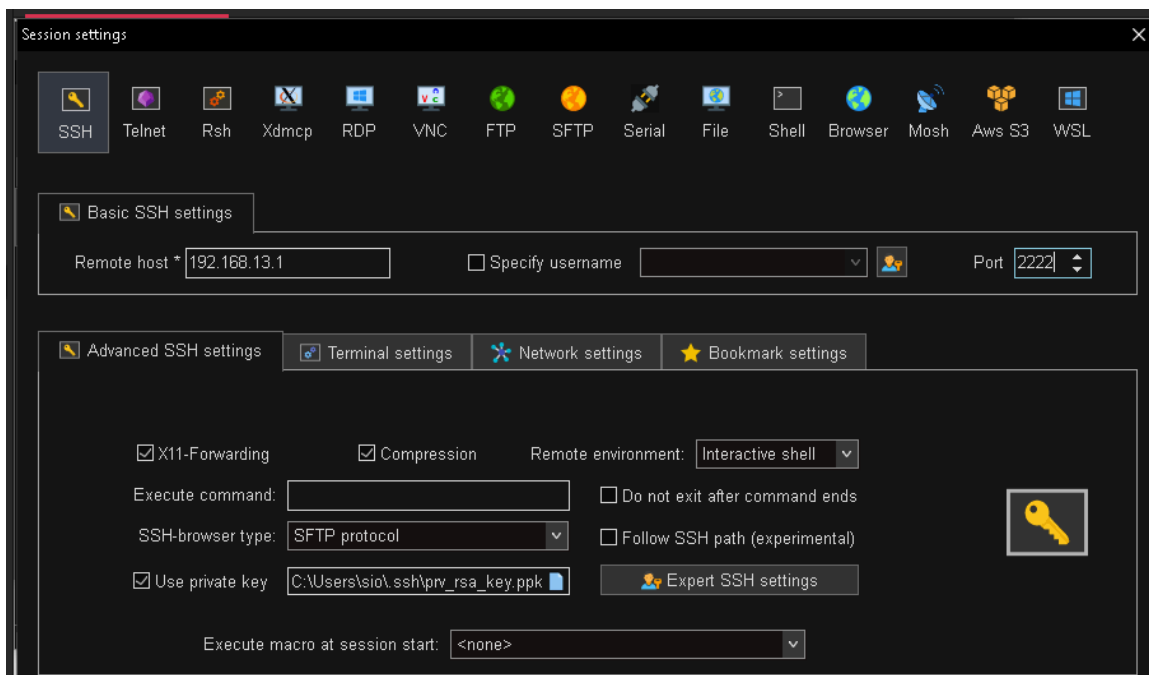 Session settings
SSH Telnet Rsh Xdmcp RDP VNC FTP SFTP Serial File Shell Browser Mosh Aws S3 WSL
Basic SSH settings
Remote host * 192.168.13.1 Specify username Port 2222
Advanced SSH settings Terminal settings Network settings Bookmark settings
X11-Forwarding Compression Remote environment: Interactive shell
Execute command: Do not exit after command ends
SSH-browser type: SFTP protocol Follow SSH path (experimental)
Use private key C:\Users\sio\.ssh\prv_rsa_key.ppk Expert SSH settings
Execute macro at session start: <none>